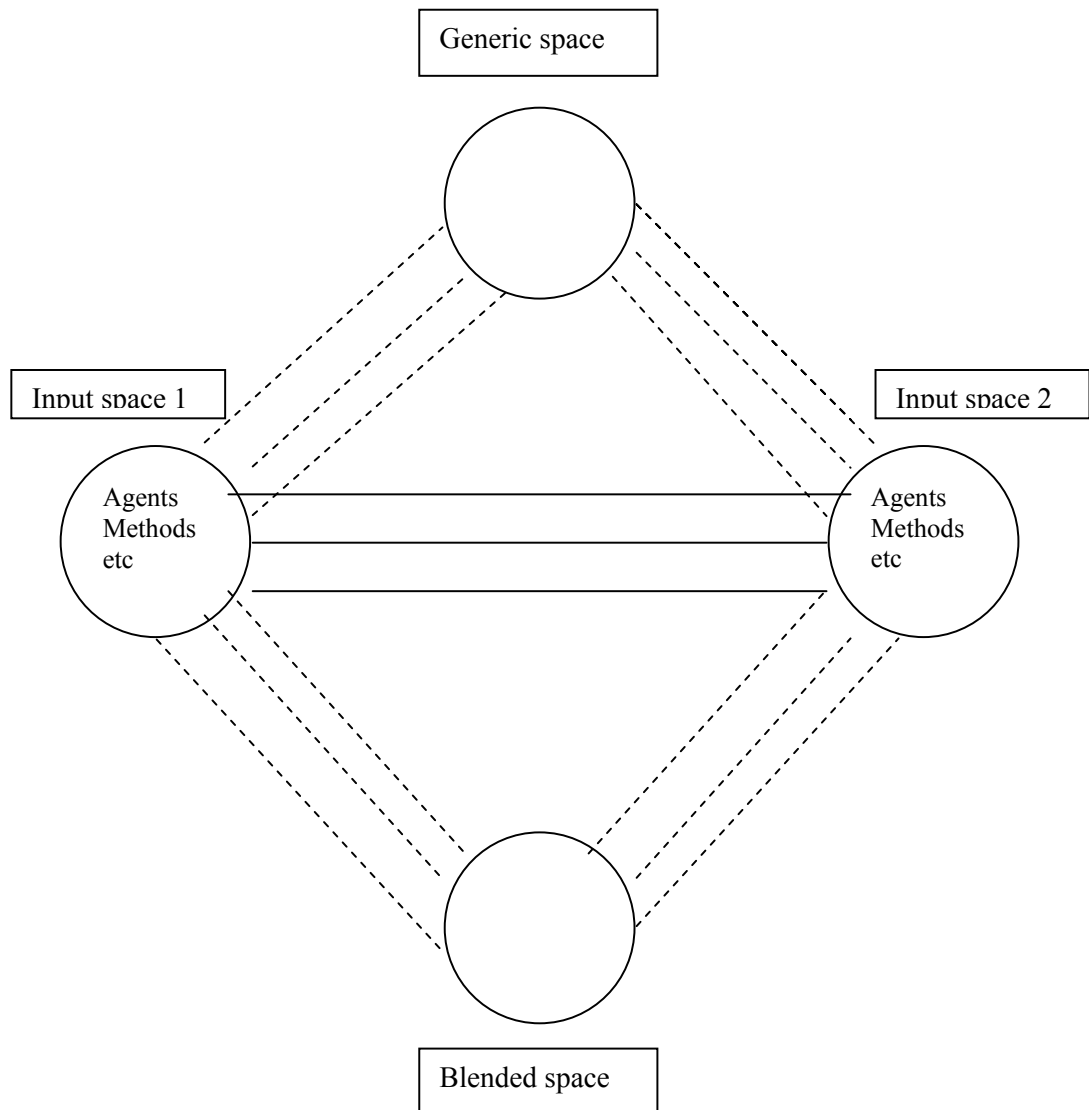 Generic space
Input space 1
Input space 2
Agents
Methods
etc
Agents
Methods
etc
Blended space